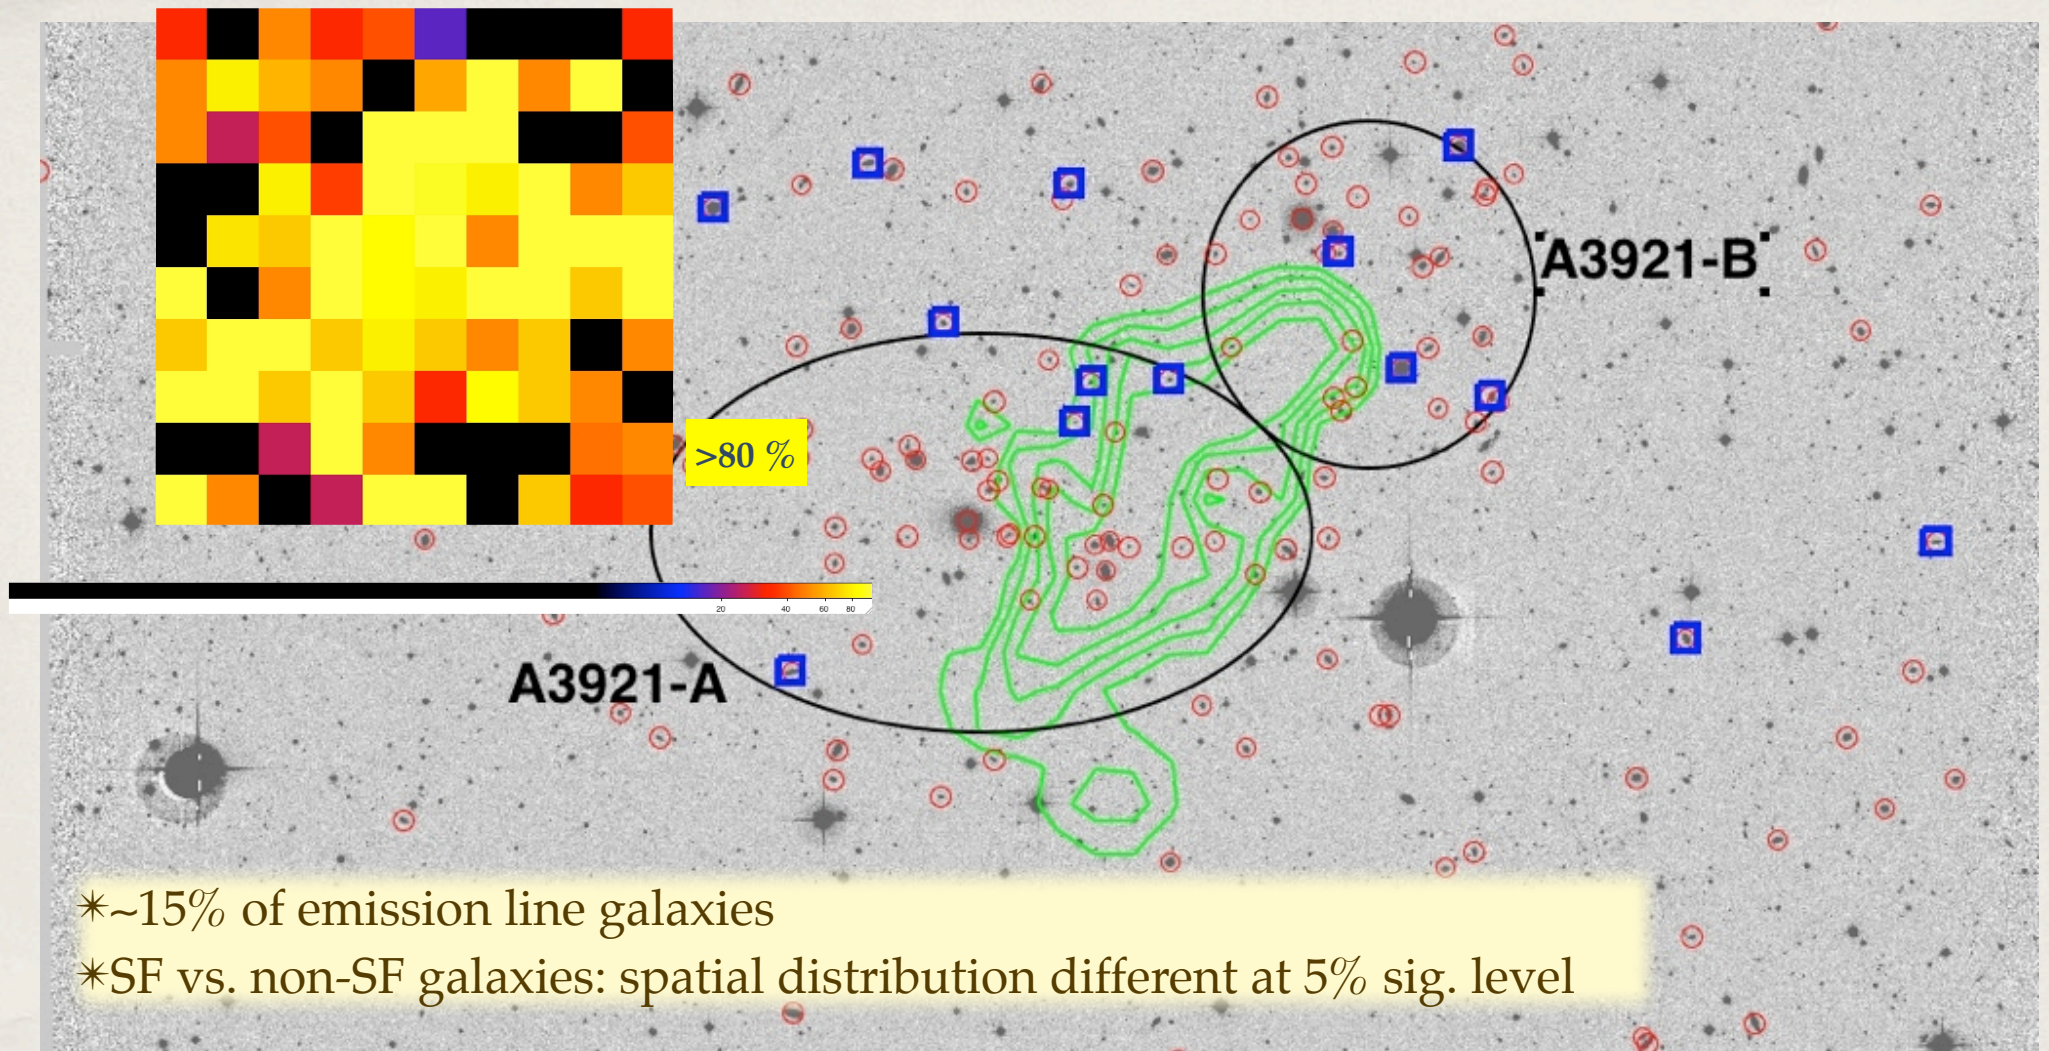 A3921-B
>80 %
20 40 60 80
A3921-A
✴~15% of emission line galaxies
✴SF vs. non-SF galaxies: spatial distribution different at 5% sig. level